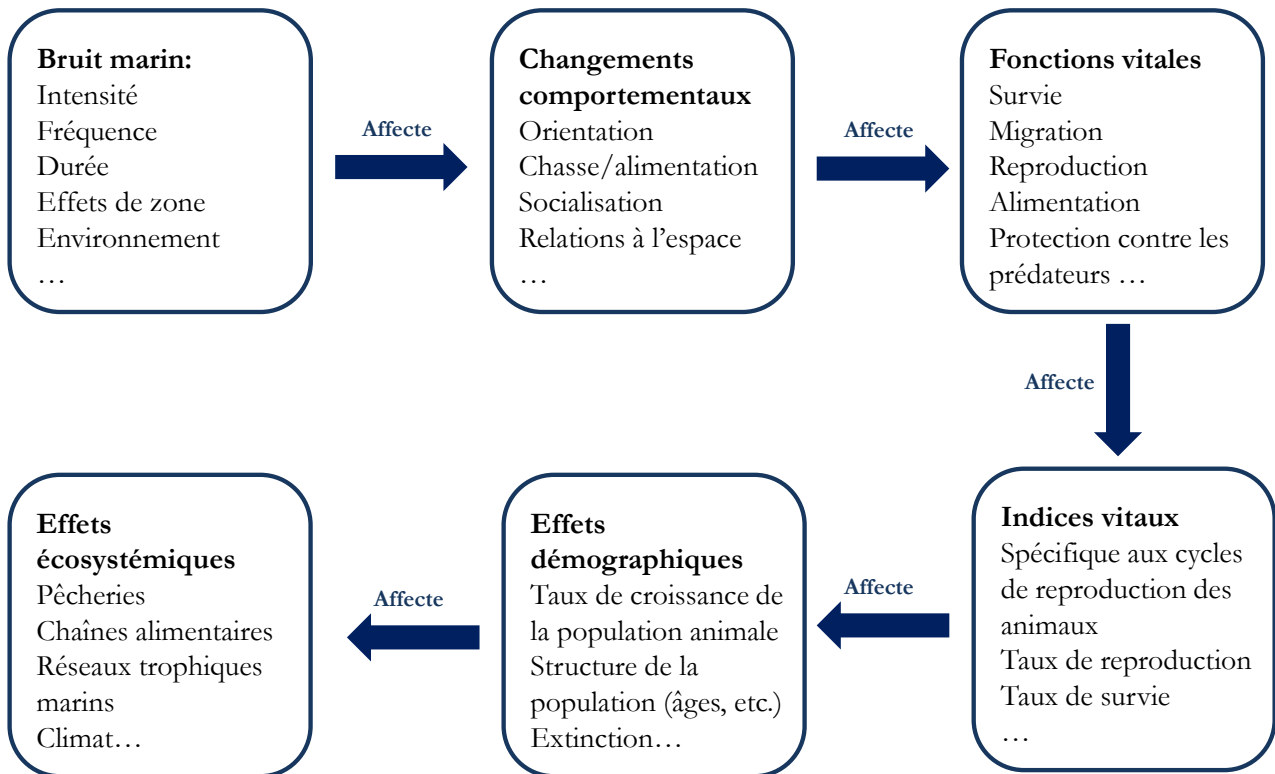 Bruit marin:
Intensité
Fréquence
Durée
Effets de zone
Environnement
…
Affecte
Changements
comportementaux
Orientation
Chasse/alimentation
Socialisation
Relations à l’espace
…
Affecte
Fonctions vitales
Survie
Migration
Reproduction
Alimentation
Protection contre les
prédateurs …
Affecte
Indices vitaux
Spécifique aux cycles
de reproduction des
animaux
Taux de reproduction
Taux de survie
…
Affecte
Effets
démographiques
Taux de croissance de
la population animale
Structure de la
population (âges, etc.)
Extinction…
Affecte
Effets
écosystémiques
Pêcheries
Chaînes alimentaires
Réseaux trophiques
marins
Climat…